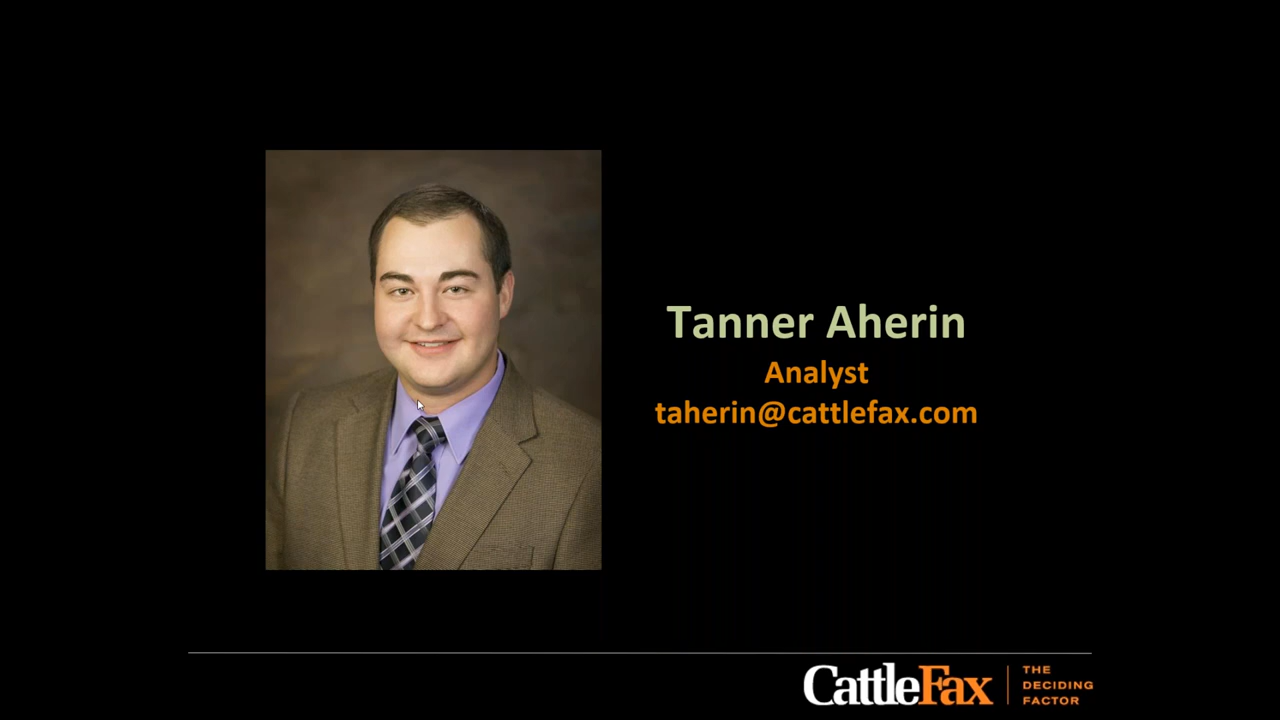 Tanner Aherin
Analyst
taherin@cattlefax.com
CattleFax
THE
DECIDING
FACTOR